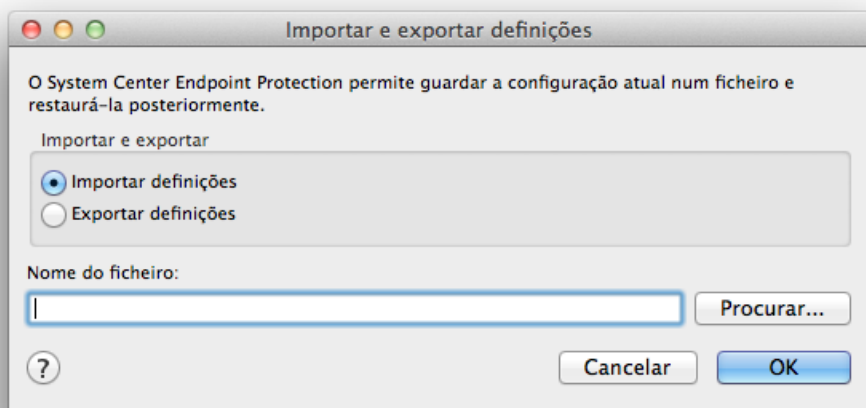 Importar e exportar definições
O System Center Endpoint Protection permite guardar a configuração atual num ficheiro e
restaurá-la posteriormente.
Importar e exportar
Importar definições
Exportar definições
Nome do ficheiro:
Procurar...
?
Cancelar
OK